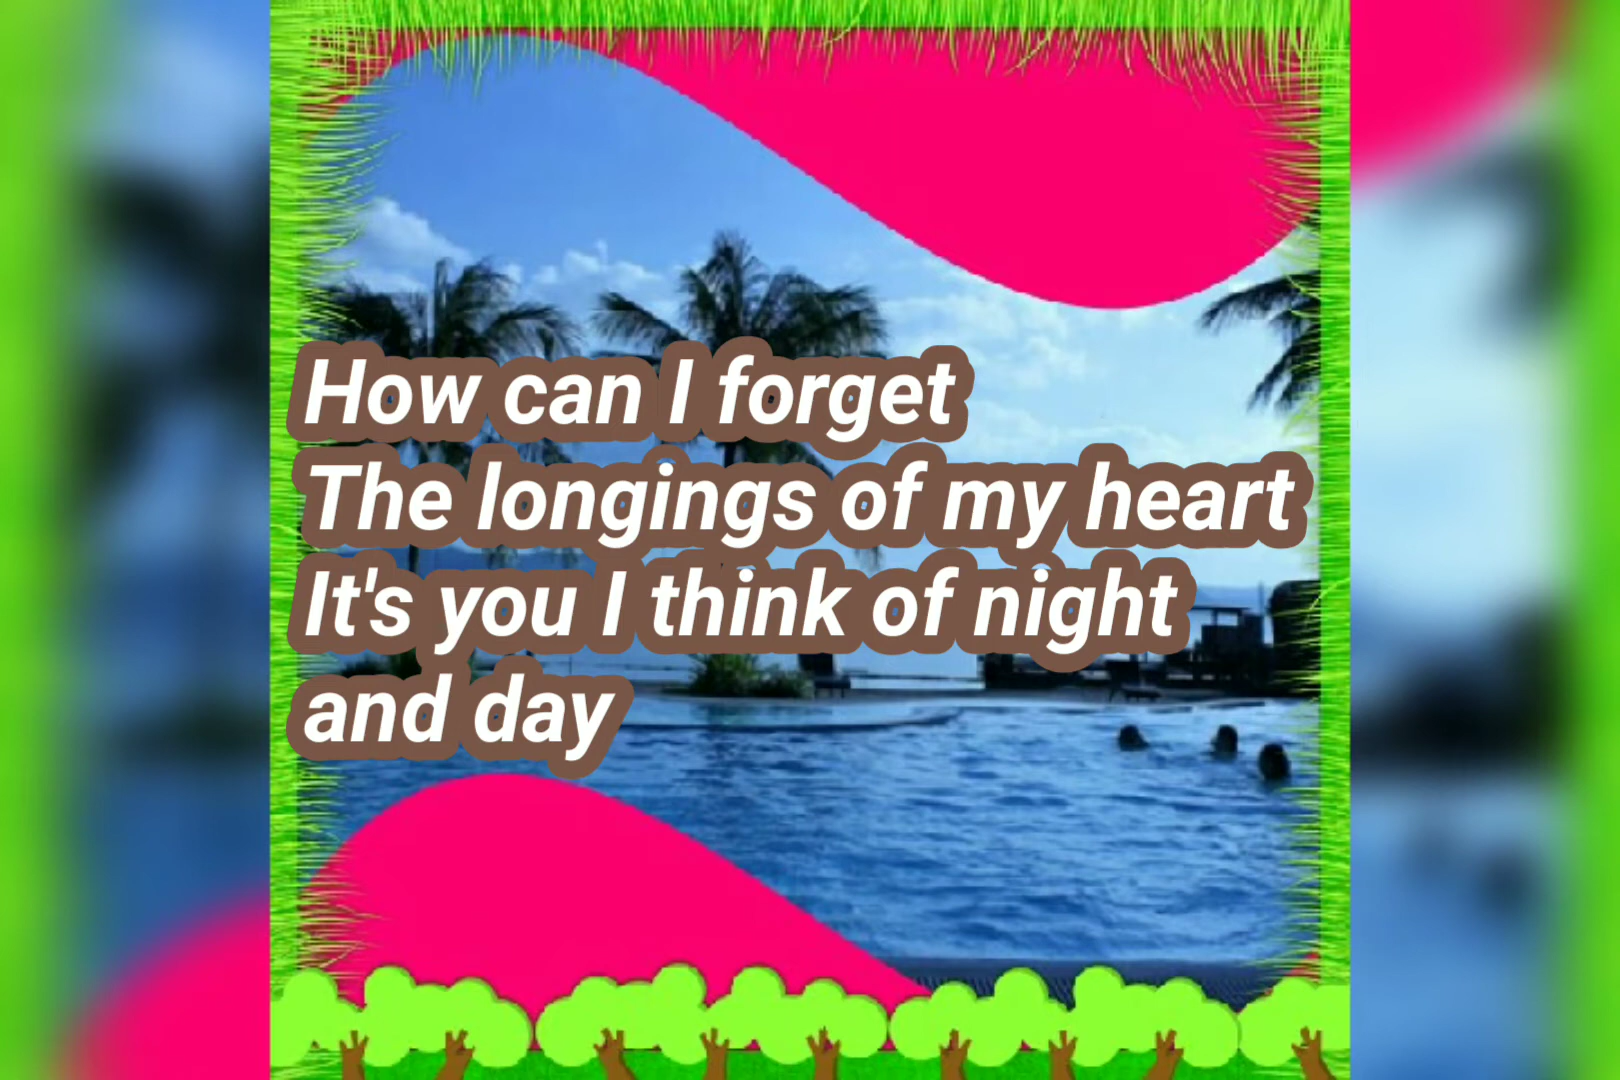 How can I forget
The longings of my heart
It's you I think of night
and day